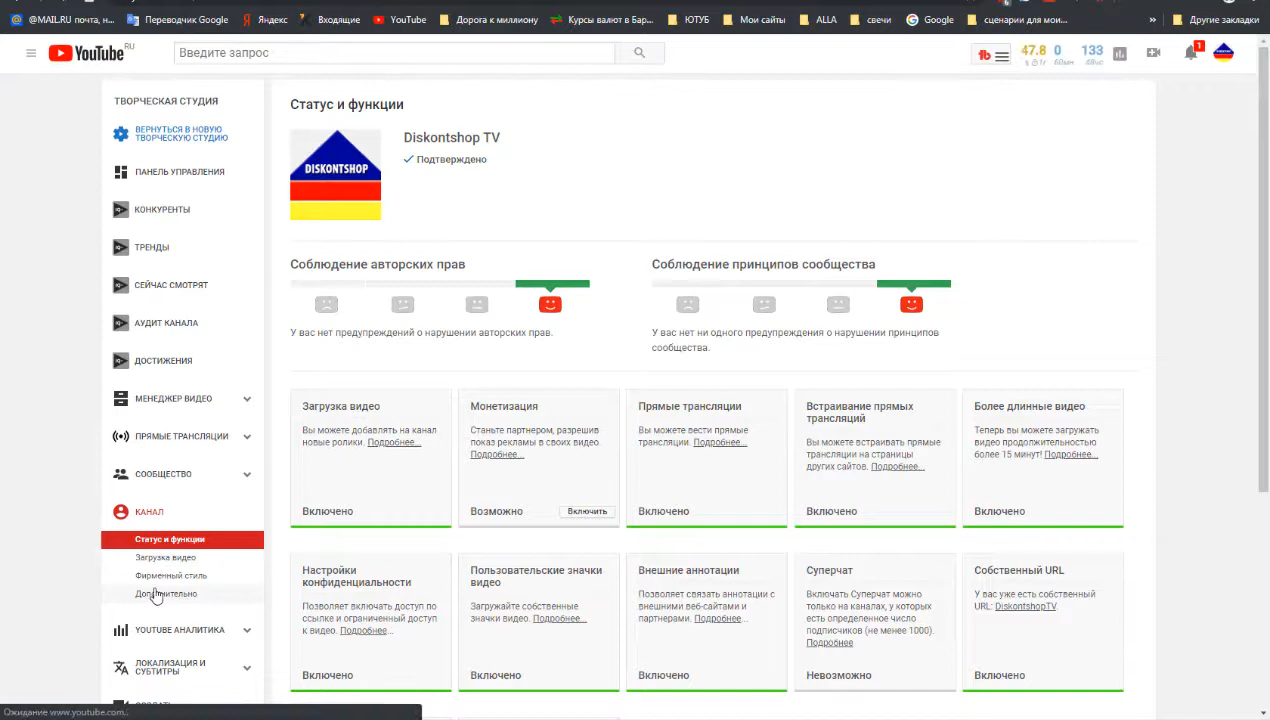 @MAIL.RU почта, н... Переводчик Google Яндекс Входящие YouTube Дорога к миллиону Курсы валют в Бар... ЮТУБ Мои сайты ALLA свечи Google сценарии для мои... » Другие закладки
YouTube RU Введите запрос tb 47.8 0 133 1
ТВОРЧЕСКАЯ СТУДИЯ
ВЕРНУТЬСЯ В НОВУЮ
ТВОРЧЕСКУЮ СТУДИЮ
ПАНЕЛЬ УПРАВЛЕНИЯ
КОНКУРЕНТЫ
ТРЕНДЫ
СЕЙЧАС СМОТРЯТ
АУДИТ КАНАЛА
ДОСТИЖЕНИЯ
МЕНЕДЖЕР ВИДЕО
ПРЯМЫЕ ТРАНСЛЯЦИИ
СООБЩЕСТВО
КАНАЛ
Статус и функции
Загрузка видео
Фирменный стиль
Дополнительно
YOUTUBE АНАЛИТИКА
ЛОКАЛИЗАЦИЯ И
СУБТИТРЫ
Статус и функции
DISKONTSHOP
Diskontshop TV
Подтверждено
Соблюдение авторских прав
У вас нет предупреждений о нарушении авторских прав.
Соблюдение принципов сообщества
У вас нет ни одного предупреждения о нарушении принципов
сообщества.
Загрузка видео
Вы можете добавлять на канал
новые ролики. Подробнее...
Включено
Монетизация
Станьте партнером, разрешив
показ рекламы в своих видео.
Подробнее...
Возможно Включить
Прямые трансляции
Вы можете вести прямые
трансляции. Подробнее...
Включено
Встраивание прямых
трансляций
Вы можете встраивать прямые
трансляции на страницы
других сайтов. Подробнее...
Включено
Более длинные видео
Теперь вы можете загружать
видео продолжительностью
более 15 минут! Подробнее...
Включено
Настройки
конфиденциальности
Позволяет включать доступ по
ссылке и ограниченный доступ
к видео. Подробнее...
Включено
Пользовательские значки
видео
Загружайте собственные
значки видео. Подробнее...
Включено
Внешние аннотации
Позволяет связать аннотации с
внешними веб-сайтами и
партнерами. Подробнее...
Включено
Суперчат
Включать Суперчат можно
только на каналах, у которых
есть определенное число
подписчиков (не менее 1000).
Подробнее
Невозможно
Собственный URL
У вас уже есть собственный
URL: DiskontshopTV.
Включено
Ожидание www.youtube.com...